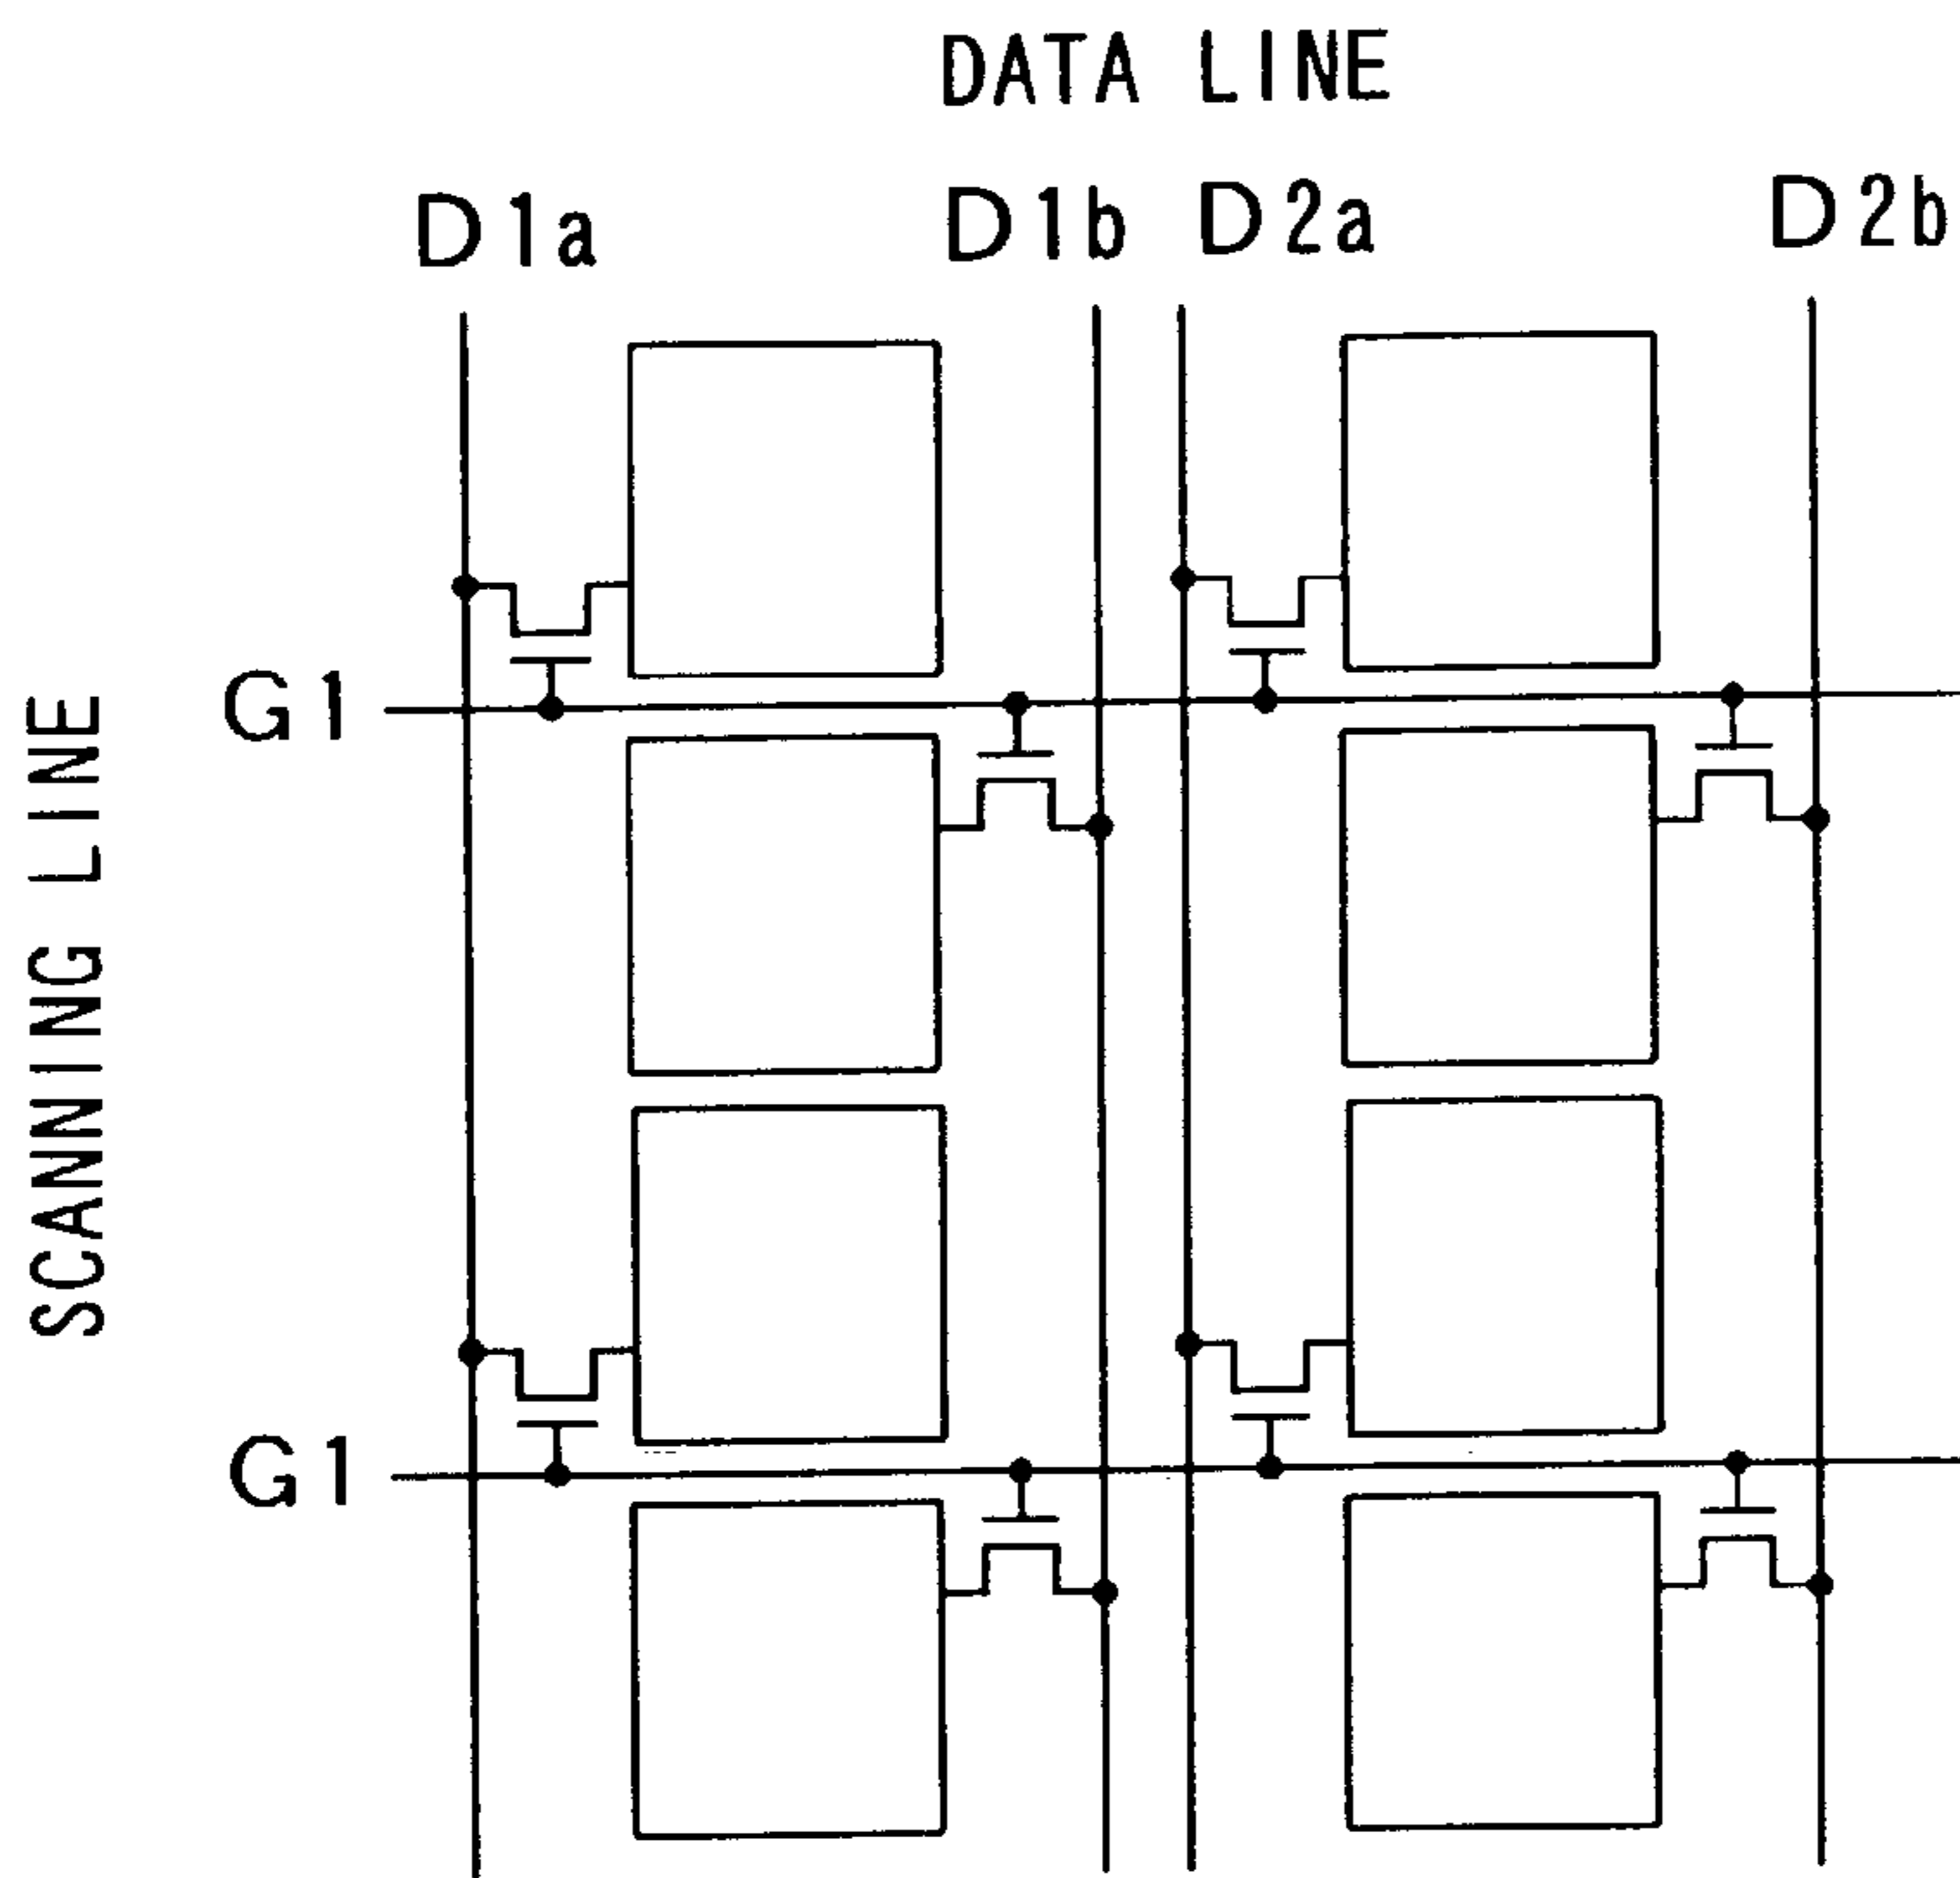 DATA LINE
D1a D1b D2a D2b
G1
SCANNING LINE
G1